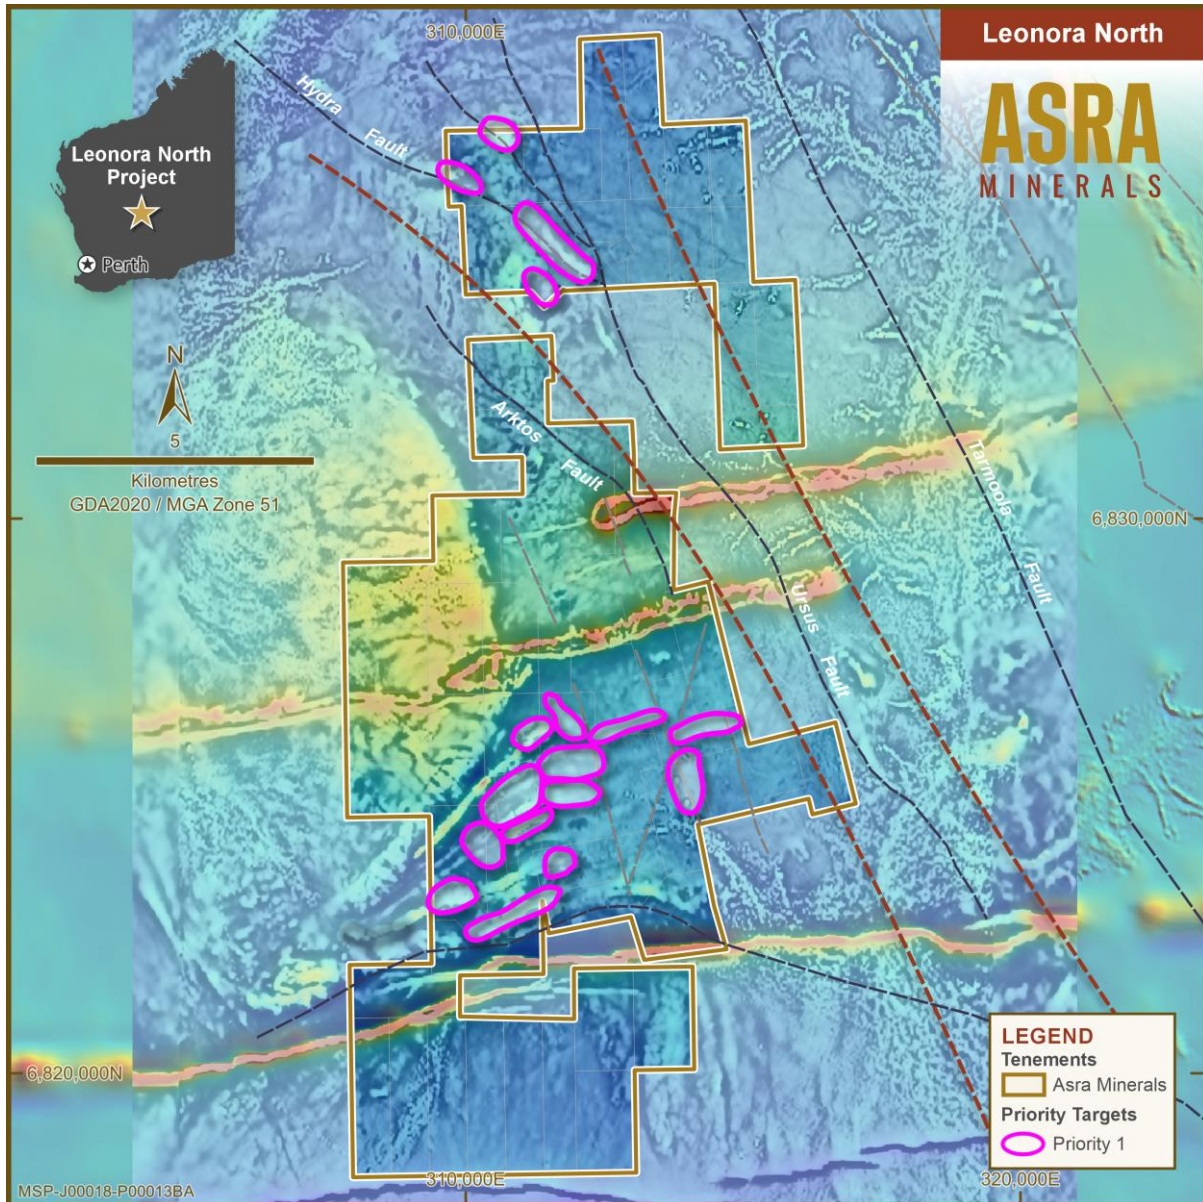 310,000E
Leonora North
ASRA
MINERALS
Hydra
Fault
Leonora North
Project
Perth
N
5
Kilometres
GDA2020 / MGA Zone 51
Arktos
Fault
Tarmoola
Fault
6,830,000N
Ursus
Fault
6,820,000N
LEGEND
Tenements
Asra Minerals
Priority Targets
Priority 1
310,000E
320,000E
MSP-J00018-P00013BA